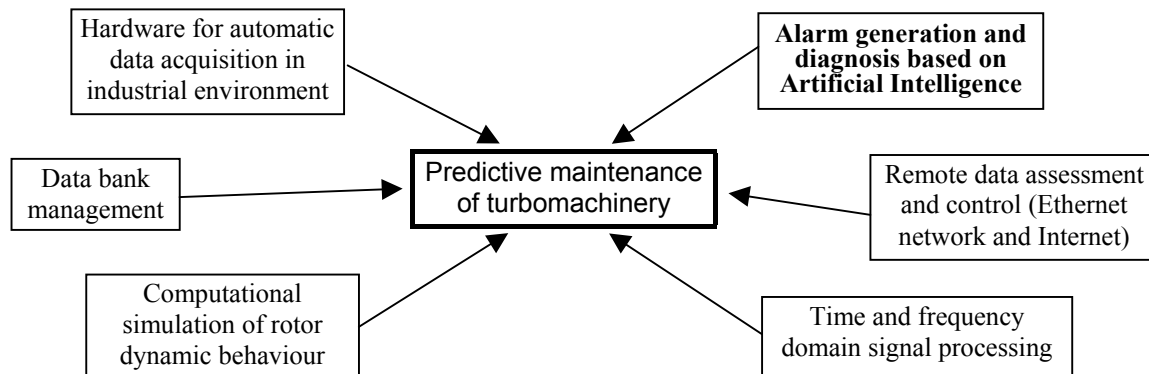 Hardware for automatic
data acquisition in
industrial environment
Alarm generation and
diagnosis based on
Artificial Intelligence
Data bank
management
Predictive maintenance
of turbomachinery
Remote data assessment
and control (Ethernet
network and Internet)
Computational
simulation of rotor
dynamic behaviour
Time and frequency
domain signal processing